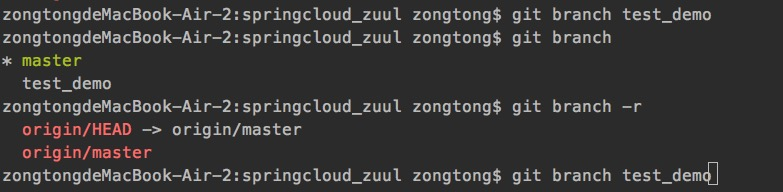 zongtongdeMacBook-Air-2:springcloud_zuul zongtong$ git branch test_demo
zongtongdeMacBook-Air-2:springcloud_zuul zongtong$ git branch
* master
  test_demo
zongtongdeMacBook-Air-2:springcloud_zuul zongtong$ git branch -r
  origin/HEAD -> origin/master
  origin/master
zongtongdeMacBook-Air-2:springcloud_zuul zongtong$ git branch test_demo